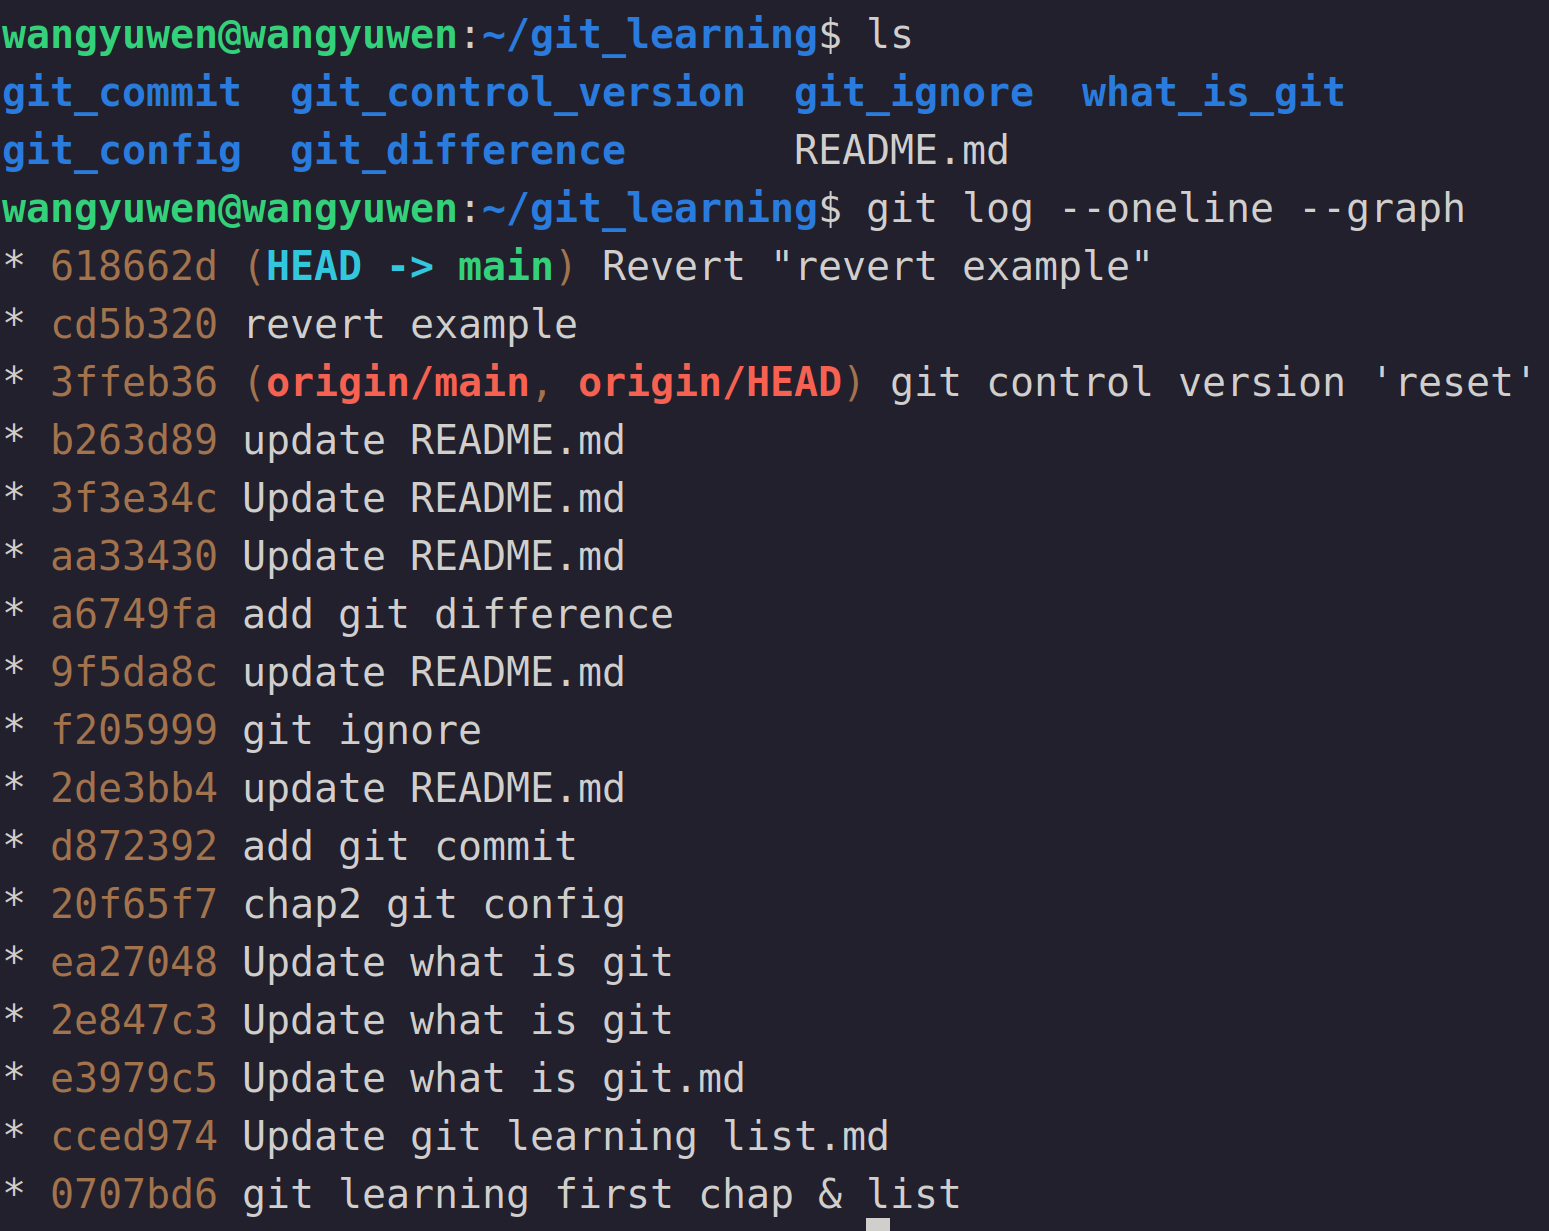 wangyuwen@wangyuwen:~/git_learning$ ls
git_commit  git_control_version  git_ignore  what_is_git
git_config  git_difference       README.md
wangyuwen@wangyuwen:~/git_learning$ git log --oneline --graph
* 618662d (HEAD -> main) Revert "revert example"
* cd5b320 revert example
* 3ffeb36 (origin/main, origin/HEAD) git control version 'reset'
* b263d89 update README.md
* 3f3e34c Update README.md
* aa33430 Update README.md
* a6749fa add git difference
* 9f5da8c update README.md
* f205999 git ignore
* 2de3bb4 update README.md
* d872392 add git commit
* 20f65f7 chap2 git config
* ea27048 Update what is git
* 2e847c3 Update what is git
* e3979c5 Update what is git.md
* cced974 Update git learning list.md
* 0707bd6 git learning first chap & list